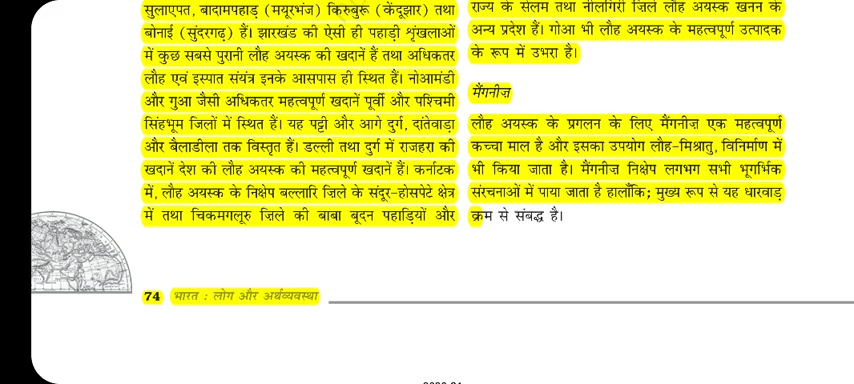 सुलाएपत, बादामपहाड़ (मयूरभंज) किरुबुरू (केंदूझार) तथा
बोनाई (सुंदरगढ़) हैं। झारखंड की ऐसी ही पहाड़ी शृंखलाओं
में कुछ सबसे पुरानी लौह अयस्क की खदानें हैं तथा अधिकतर
लौह एवं इस्पात संयंत्र इनके आसपास ही स्थित हैं। नोआमंडी
और गुआ जैसी अधिकतर महत्वपूर्ण खदानें पूर्वी और पश्चिमी
सिंहभूम जिलों में स्थित हैं। यह पट्टी और आगे दुर्ग, दांतेवाड़ा
और बैलाडीला तक विस्तृत हैं। डल्ली तथा दुर्ग में राजहरा की
खदानें देश की लौह अयस्क की महत्वपूर्ण खदानें हैं। कर्नाटक
में, लौह अयस्क के निक्षेप बल्लारि ज़िले के संदूर-होसपेटे क्षेत्र
में तथा चिकमगलूरु ज़िले की बाबा बूदन पहाड़ियों और
राज्य के सेलम तथा नीलगिरी ज़िले लौह अयस्क खनन के
अन्य प्रदेश हैं। गोआ भी लौह अयस्क के महत्वपूर्ण उत्पादक
के रूप में उभरा है।
मैंगनीज़
लौह अयस्क के प्रगलन के लिए मैंगनीज़ एक महत्वपूर्ण
कच्चा माल है और इसका उपयोग लौह-मिश्रातु, विनिर्माण में
भी किया जाता है। मैंगनीज़ निक्षेप लगभग सभी भूगर्भिक
संरचनाओं में पाया जाता है हालाँकि; मुख्य रूप से यह धारवाड़
क्रम से संबद्ध है।
74 भारत : लोग और अर्थव्यवस्था